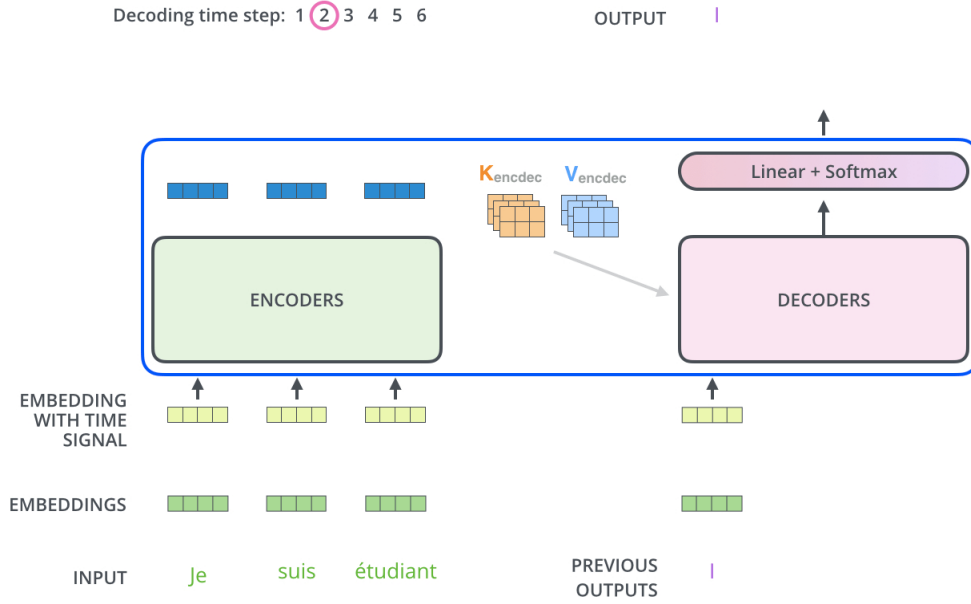 Decoding time step: 1 2 3 4 5 6
OUTPUT I
Kencdec Vencdec
Linear + Softmax
ENCODERS
DECODERS
EMBEDDING
WITH TIME
SIGNAL
EMBEDDINGS
INPUT Je suis étudiant
PREVIOUS
OUTPUTS I